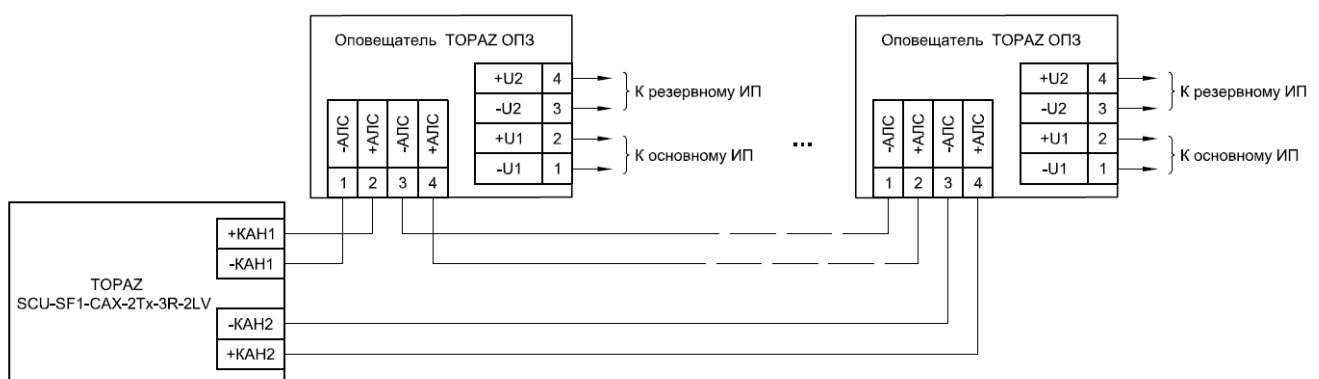 Оповещатель TOPAZ ОПЗ
+U2 4
-U2 3
+U1 2
-U1 1
К резервному ИП
К основному ИП
-АЛС +АЛС -АЛС +АЛС
1 2 3 4
...
Оповещатель TOPAZ ОПЗ
+U2 4
-U2 3
+U1 2
-U1 1
К резервному ИП
К основному ИП
-АЛС +АЛС -АЛС +АЛС
1 2 3 4
TOPAZ
SCU-SF1-CAX-2Tx-3R-2LV
+КАН1
-КАН1
-КАН2
+КАН2